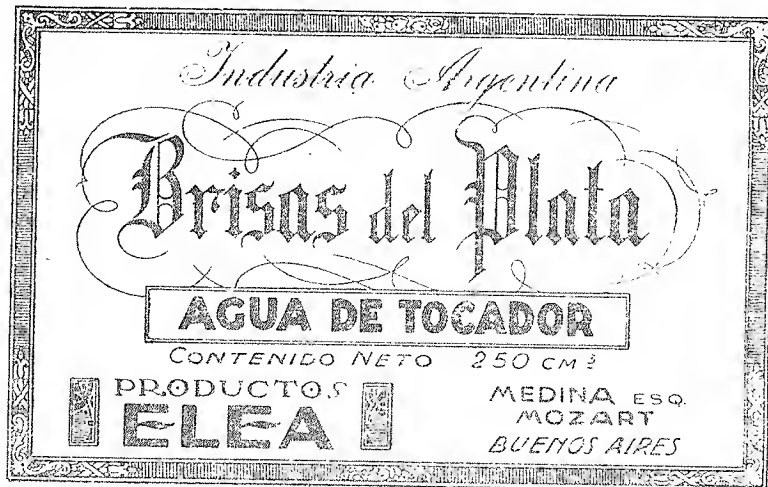 Industria Argentina
Brisas del Plata
AGUA DE TOCADOR
CONTENIDO NETO 250 CM³
PRODUCTOS
ELEA
MEDINA ESQ.
MOZART
BUENOS AIRES